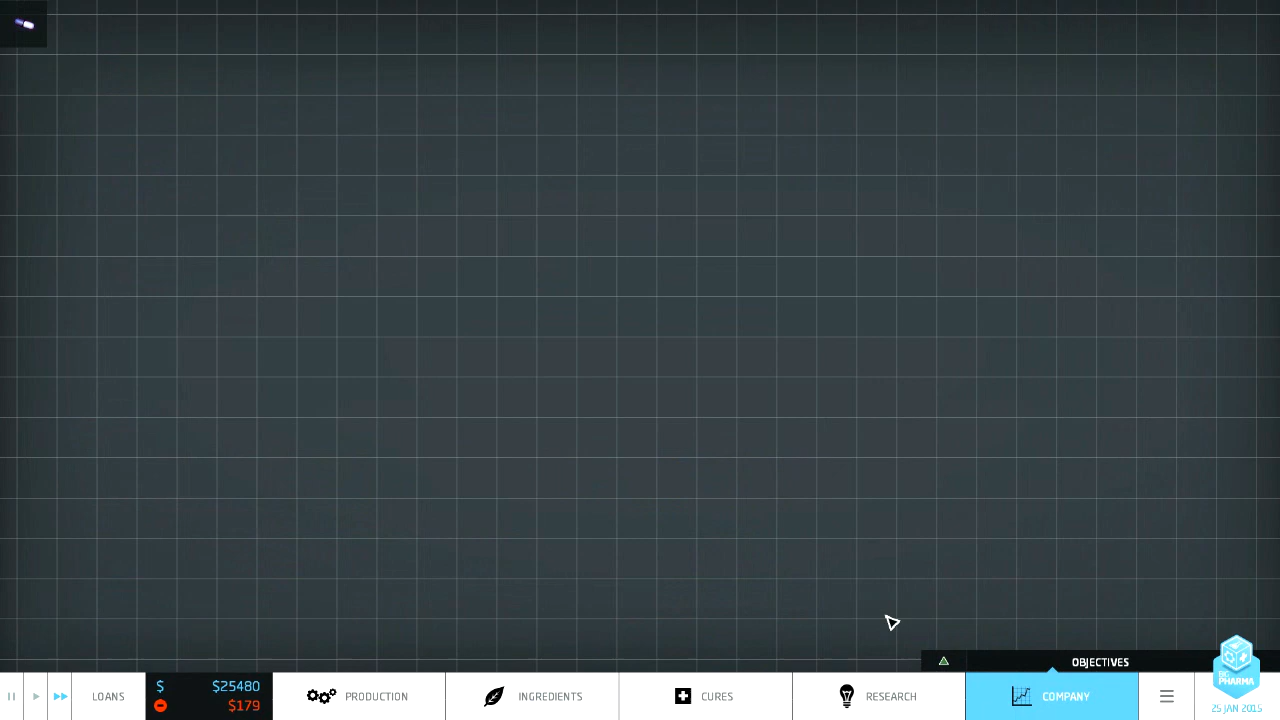 OBJECTIVES
LOANS
$ $25480
$179
PRODUCTION
INGREDIENTS
CURES
RESEARCH
COMPANY
BIG
PHARMA
25 JAN 2015